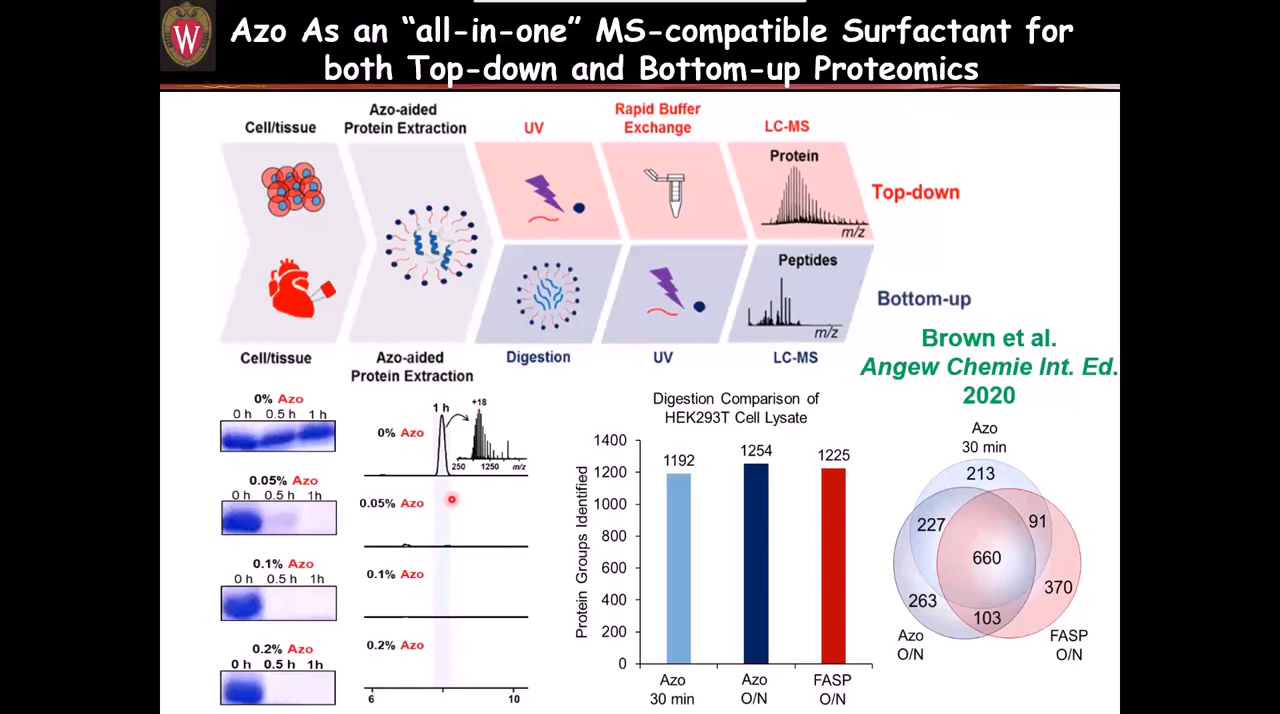 W
Azo As an “all-in-one” MS-compatible Surfactant for
both Top-down and Bottom-up Proteomics
Cell/tissue
Azo-aided
Protein Extraction
UV
Rapid Buffer
Exchange
LC-MS
Protein
m/z
Top-down
Peptides
m/z
Bottom-up
Cell/tissue
Azo-aided
Protein Extraction
Digestion
UV
LC-MS
Brown et al.
Angew Chemie Int. Ed.
2020
0% Azo
0 h 0.5 h 1 h
0.05% Azo
0 h 0.5 h 1h
0.1% Azo
0 h 0.5 h 1h
0.2% Azo
0 h 0.5 h 1h
1 h
+18
0% Azo
250 1250 m/z
0.05% Azo
0.1% Azo
0.2% Azo
6 10
Digestion Comparison of
HEK293T Cell Lysate
Protein Groups Identified
1400
1200
1000
800
600
400
200
0
1192
1254
1225
Azo
30 min
Azo
O/N
FASP
O/N
Azo
30 min
213
227
91
660
263
370
103
Azo
O/N
FASP
O/N